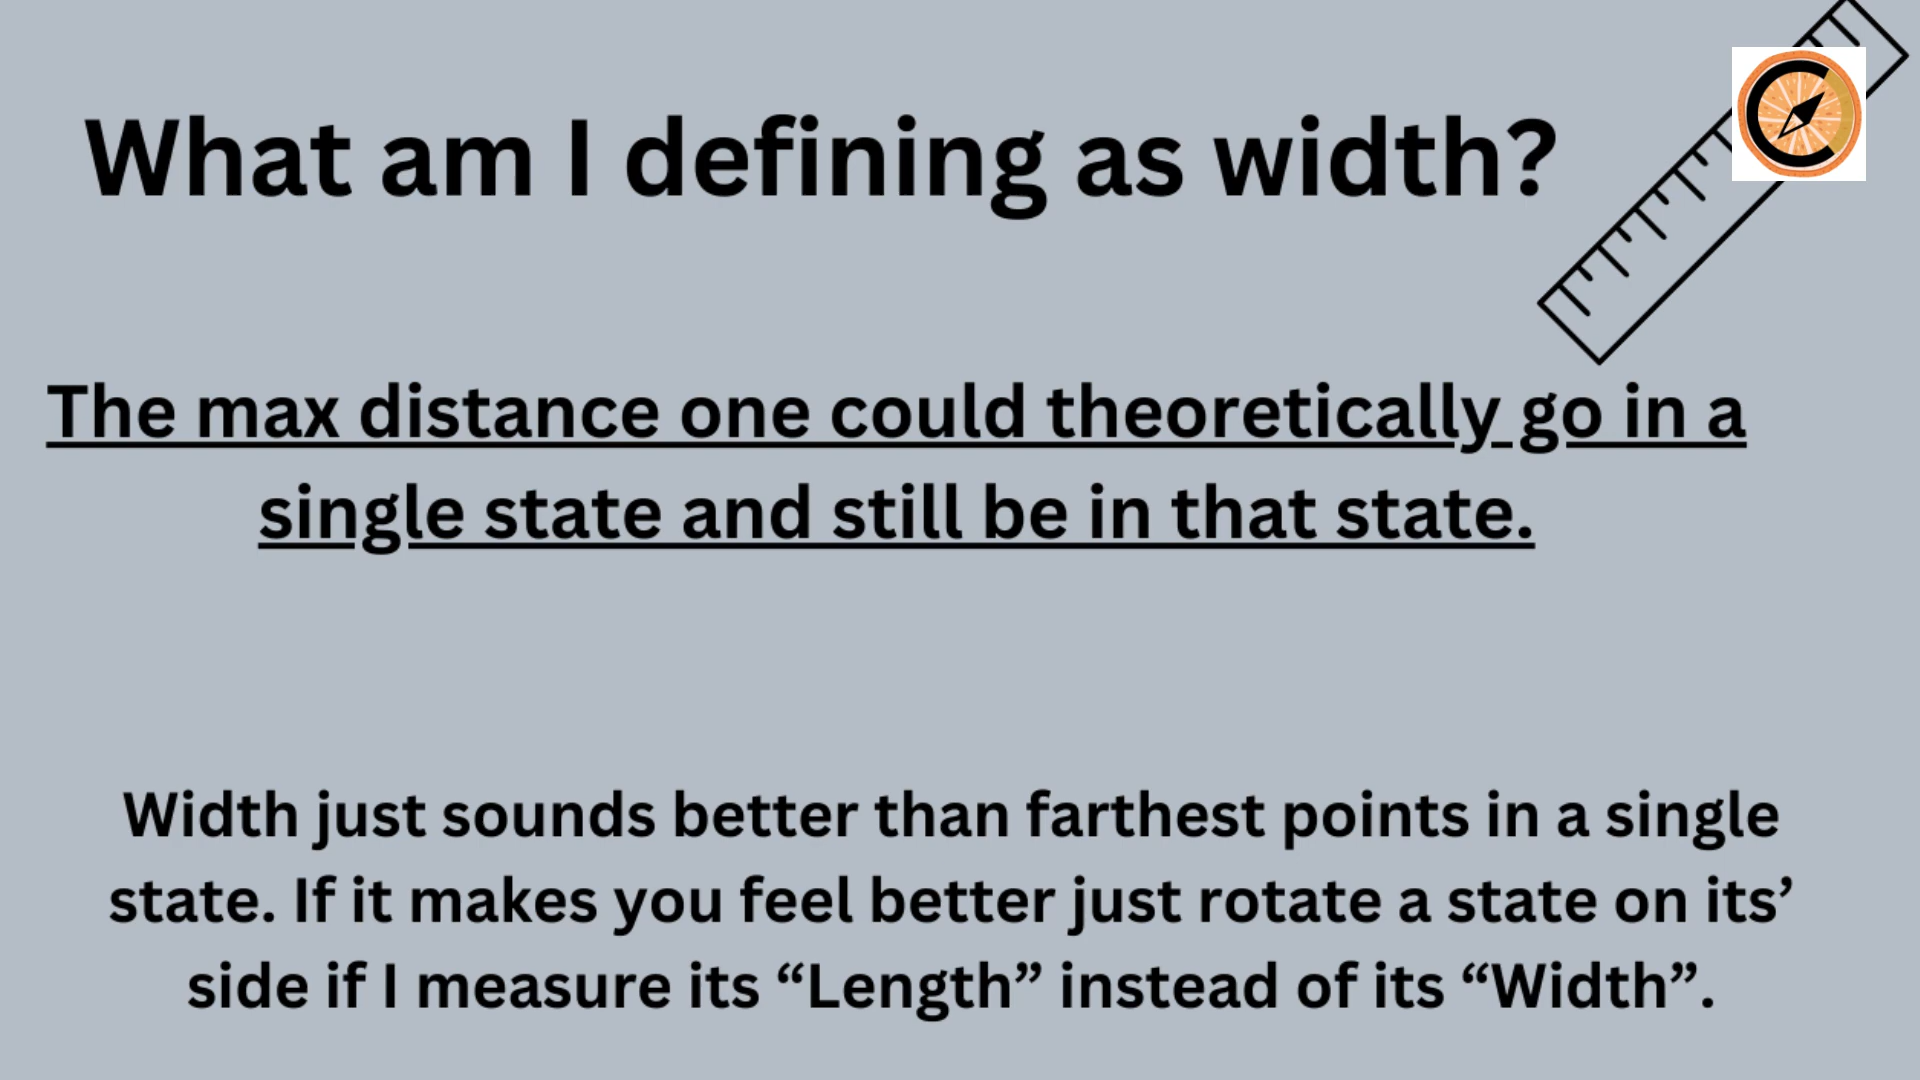 What am I defining as width?
The max distance one could theoretically go in a
single state and still be in that state.
Width just sounds better than farthest points in a single
state. If it makes you feel better just rotate a state on its’
side if I measure its “Length” instead of its “Width”.